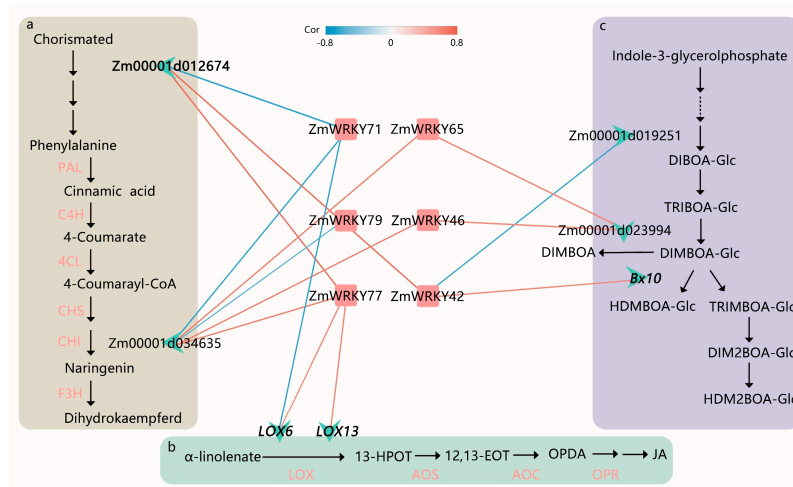 a
Chorismated
Phenylalanine
PAL
Cinnamic acid
C4H
4-Coumarate
4CL
4-Coumarayl-CoA
CHS
CHI
Naringenin
F3H
Dihydrokaempferd
Zm00001d012674
Zm00001d034635
Cor
-0.8 0 0.8
ZmWRKY71 ZmWRKY65
ZmWRKY79 ZmWRKY46
ZmWRKY77 ZmWRKY42
LOX6 LOX13
c
Indole-3-glycerolphosphate
Zm00001d019251
DIBOA-Glc
TRIBOA-Glc
Zm00001d023994
DIMBOA DIMBOA-Glc
Bx10
HDMBOA-Glc TRIMBOA-Glc
DIM2BOA-Glc
HDM2BOA-Glc
b
α-linolenate 13-HPOT 12,13-EOT OPDA JA
LOX AOS AOC OPR